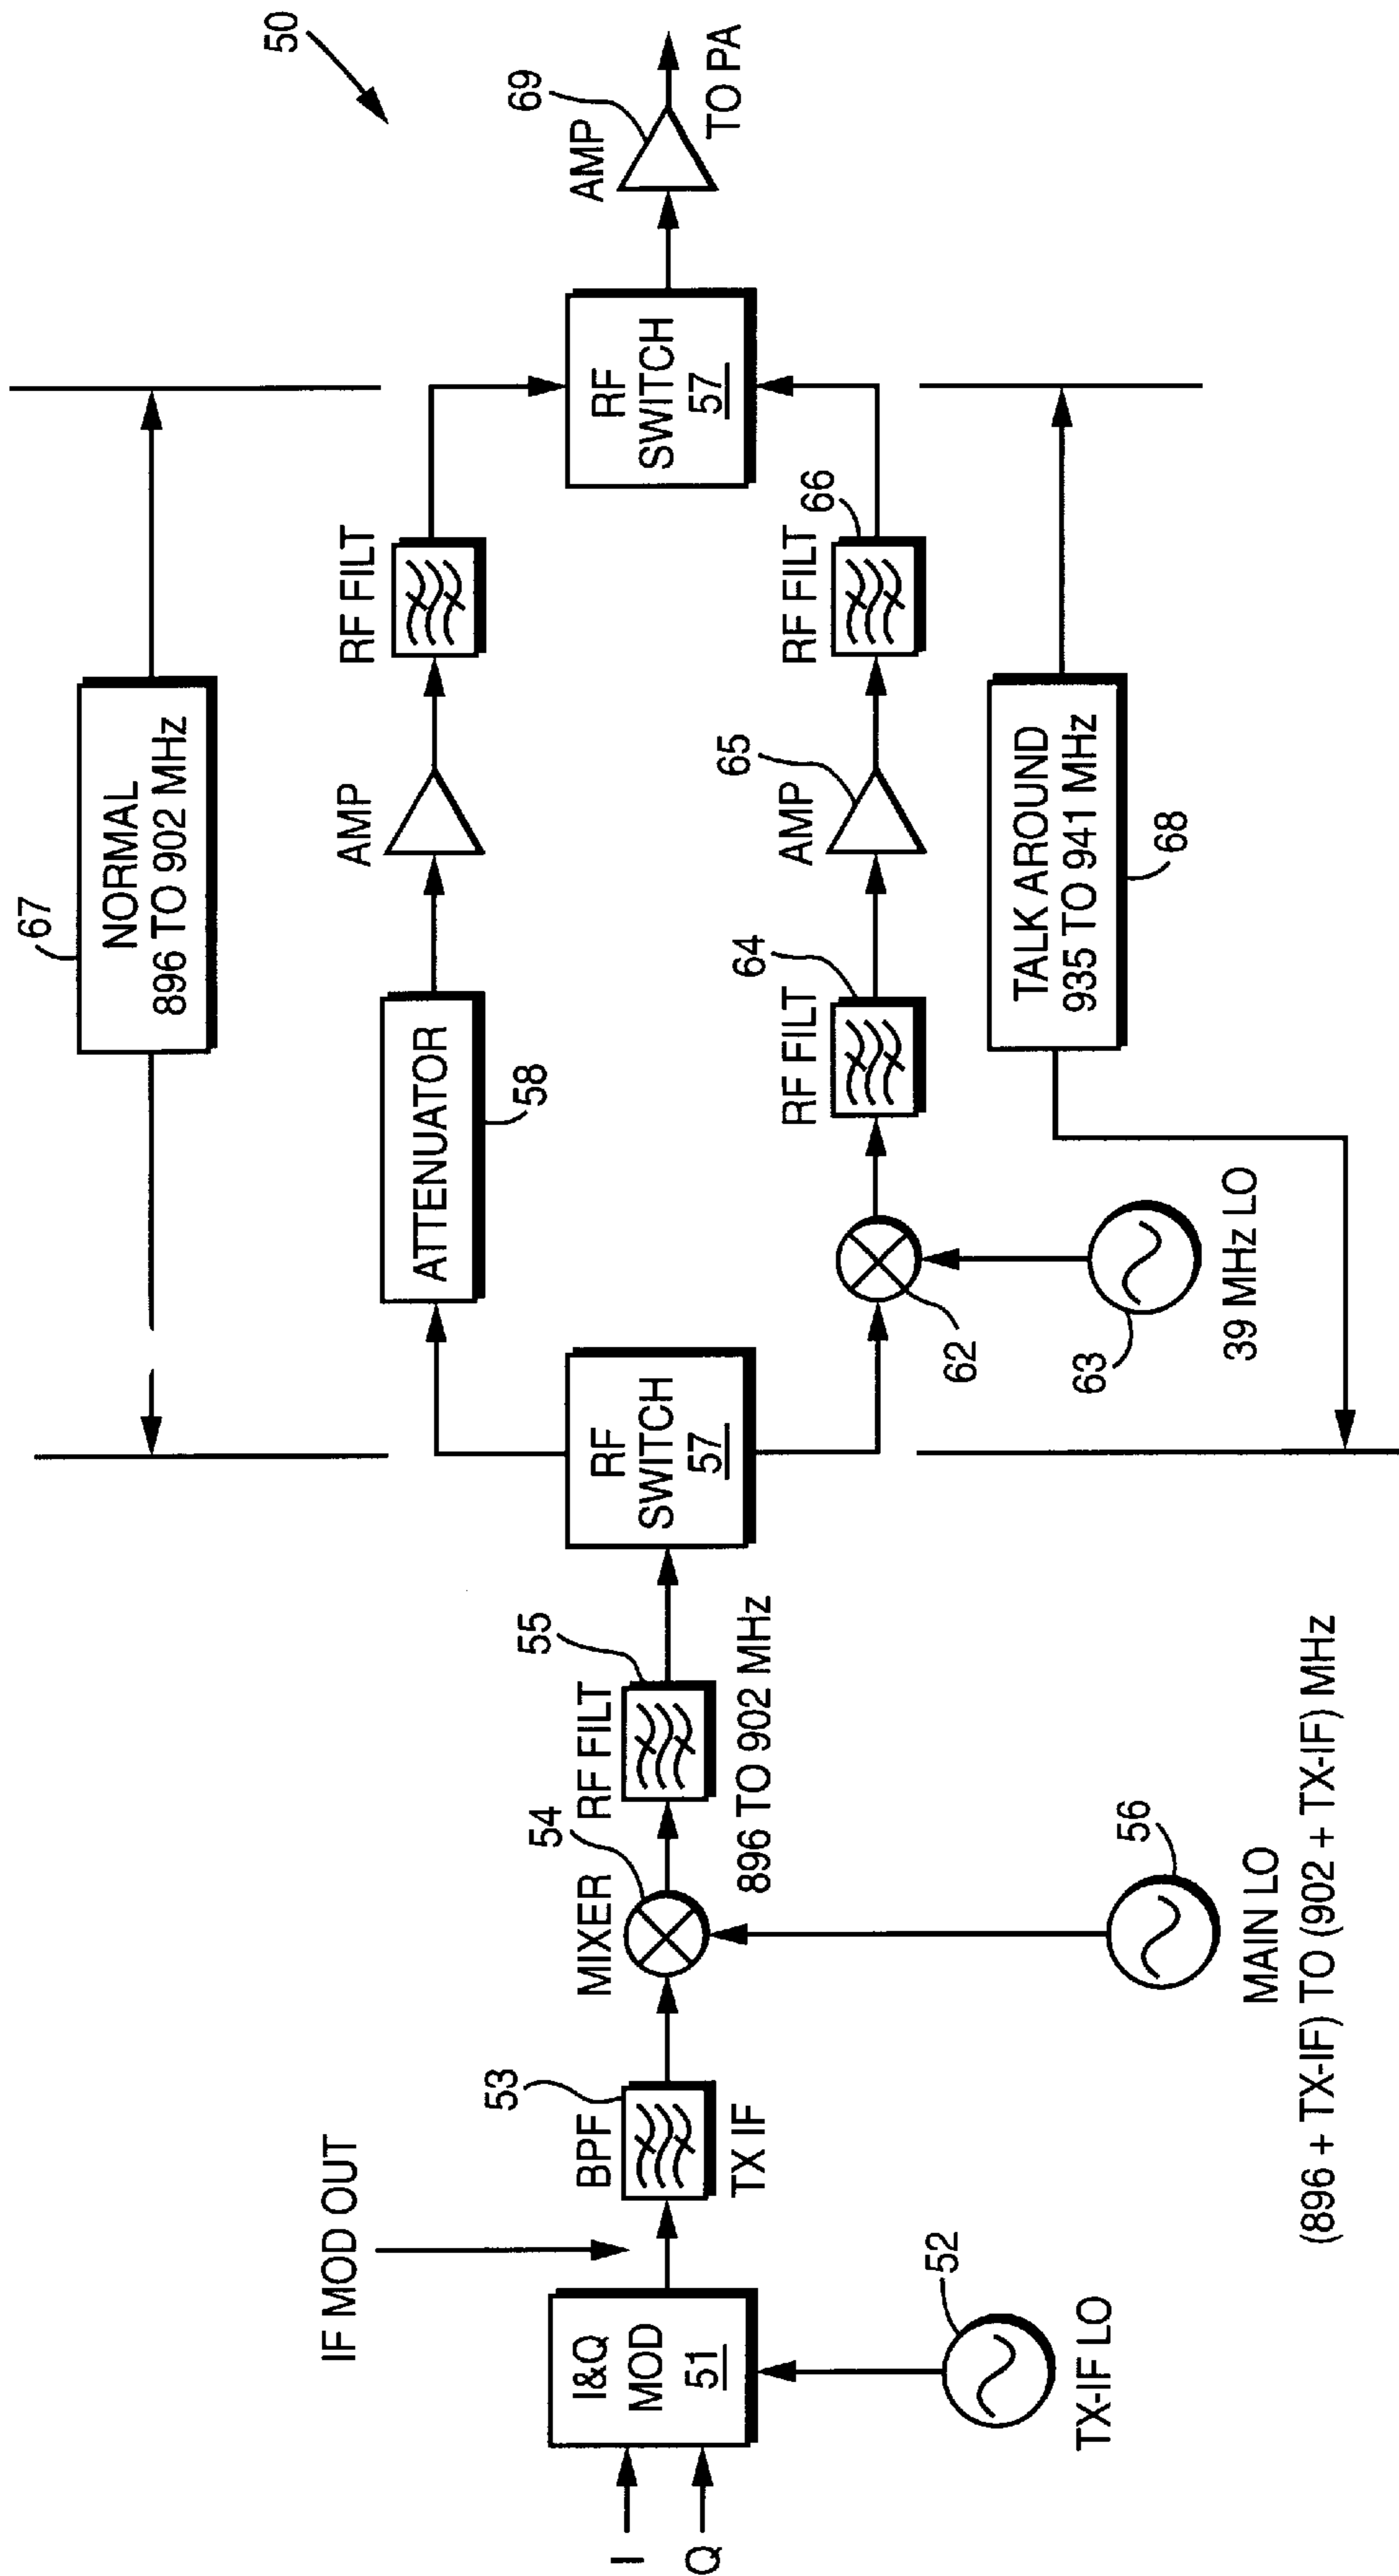 50
67
NORMAL
896 TO 902 MHz
IF MOD OUT
I
Q
I&Q
MOD
51
52
TX-IF LO
BPF
53
TX IF
MIXER
54
56
MAIN LO
(896 + TX-IF) TO (902 + TX-IF) MHz
RF FILT
55
896 TO 902 MHz
RF
SWITCH
57
ATTENUATOR
58
AMP
RF FILT
62
63
39 MHz LO
RF FILT
64
AMP
65
RF FILT
66
TALK AROUND
935 TO 941 MHz
68
RF
SWITCH
57
AMP
69
TO PA